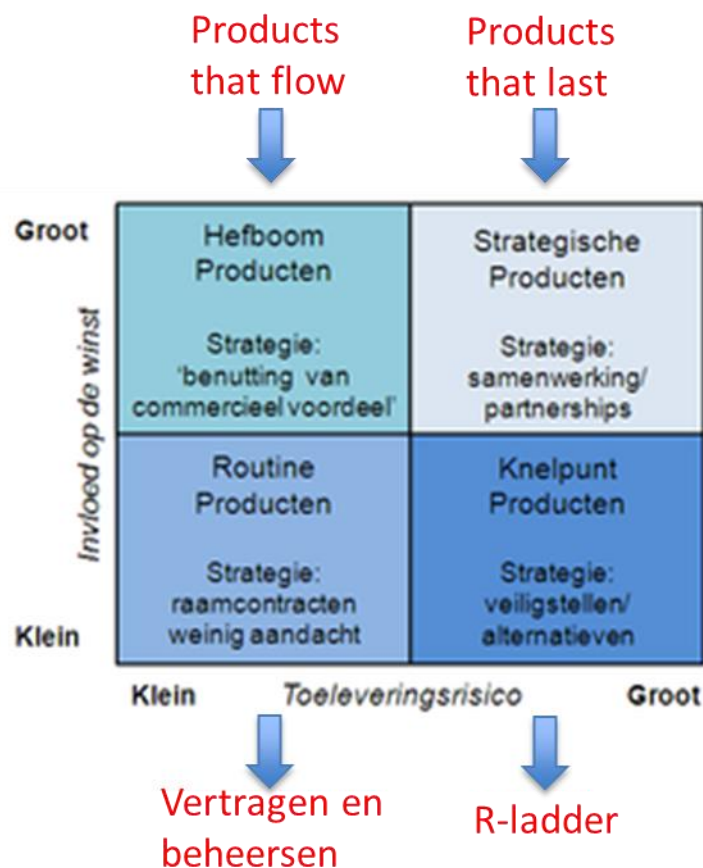 Products
that flow
Products
that last
Groot
Hefboom
Producten
Strategie:
'benutting van
commercieel voordeel'
Strategische
Producten
Strategie:
samenwerking/
partnerships
Invloed op de winst
Routine
Producten
Strategie:
raamcontracten
weinig aandacht
Knelpunt
Producten
Strategie:
veiligstellen/
alternatieven
Klein
Klein Toeleveringsrisico Groot
Vertragen en
beheersen
R-ladder